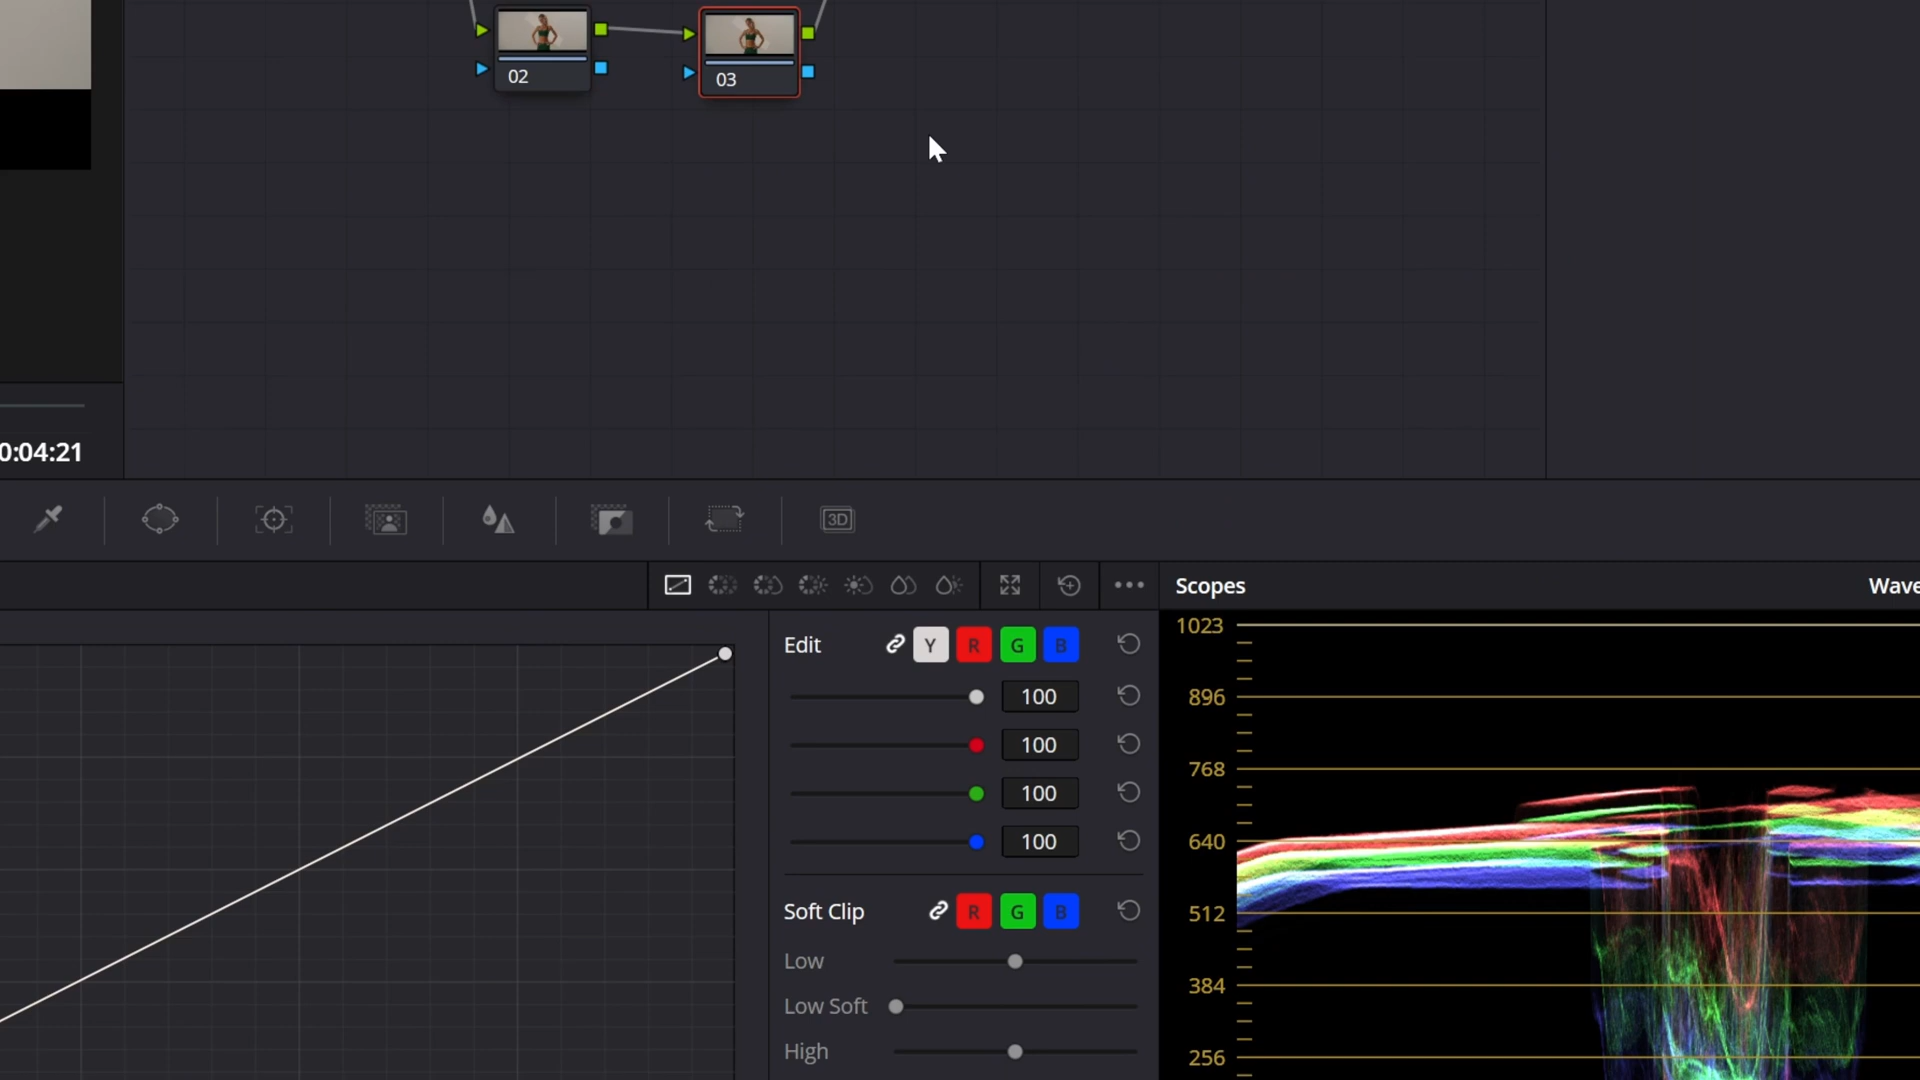 02
03
0:04:21
3D
Scopes
Wave
1023
Edit
Y
R
G
B
100
896
100
768
100
100
640
Soft Clip
R
G
B
512
Low
384
Low Soft
High
256